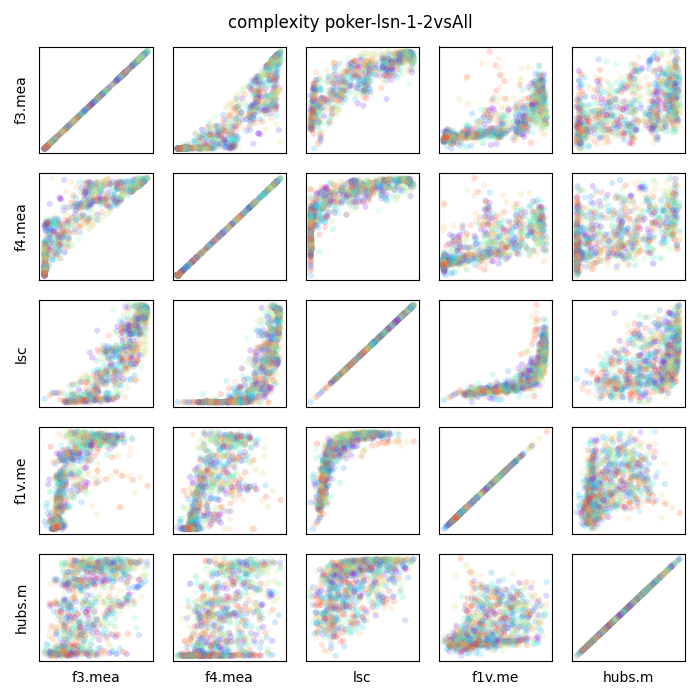 complexity poker-lsn-1-2vsAll
f3.mea
f4.mea
lsc
f1v.me
hubs.m
f3.mea
f4.mea
lsc
f1v.me
hubs.m